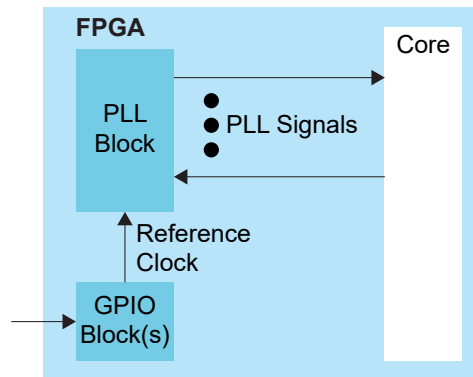 FPGA
Core
PLL
Block
PLL Signals
Reference
Clock
GPIO
Block(s)